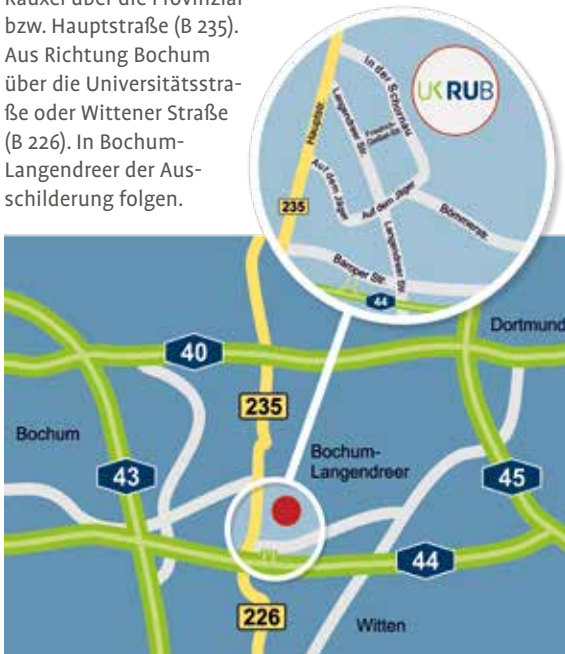 Rauxel über die Provinzial-
bzw. Hauptstraße (B 235).
Aus Richtung Bochum
über die Universitätsstra-
ße oder Wittener Straße
(B 226). In Bochum-
Langendreer der Aus-
schilderung folgen.
In der Schornau
UKRUB
Hauptstr.
Langendreer Str.
Auf dem Jäger
Auf dem Jäger
235
Bömmerstr.
Langendreer Str.
Bamper Str.
44
Dortmund
40
235
Bochum
Bochum-
Langendreer
43
45
44
226
Witten